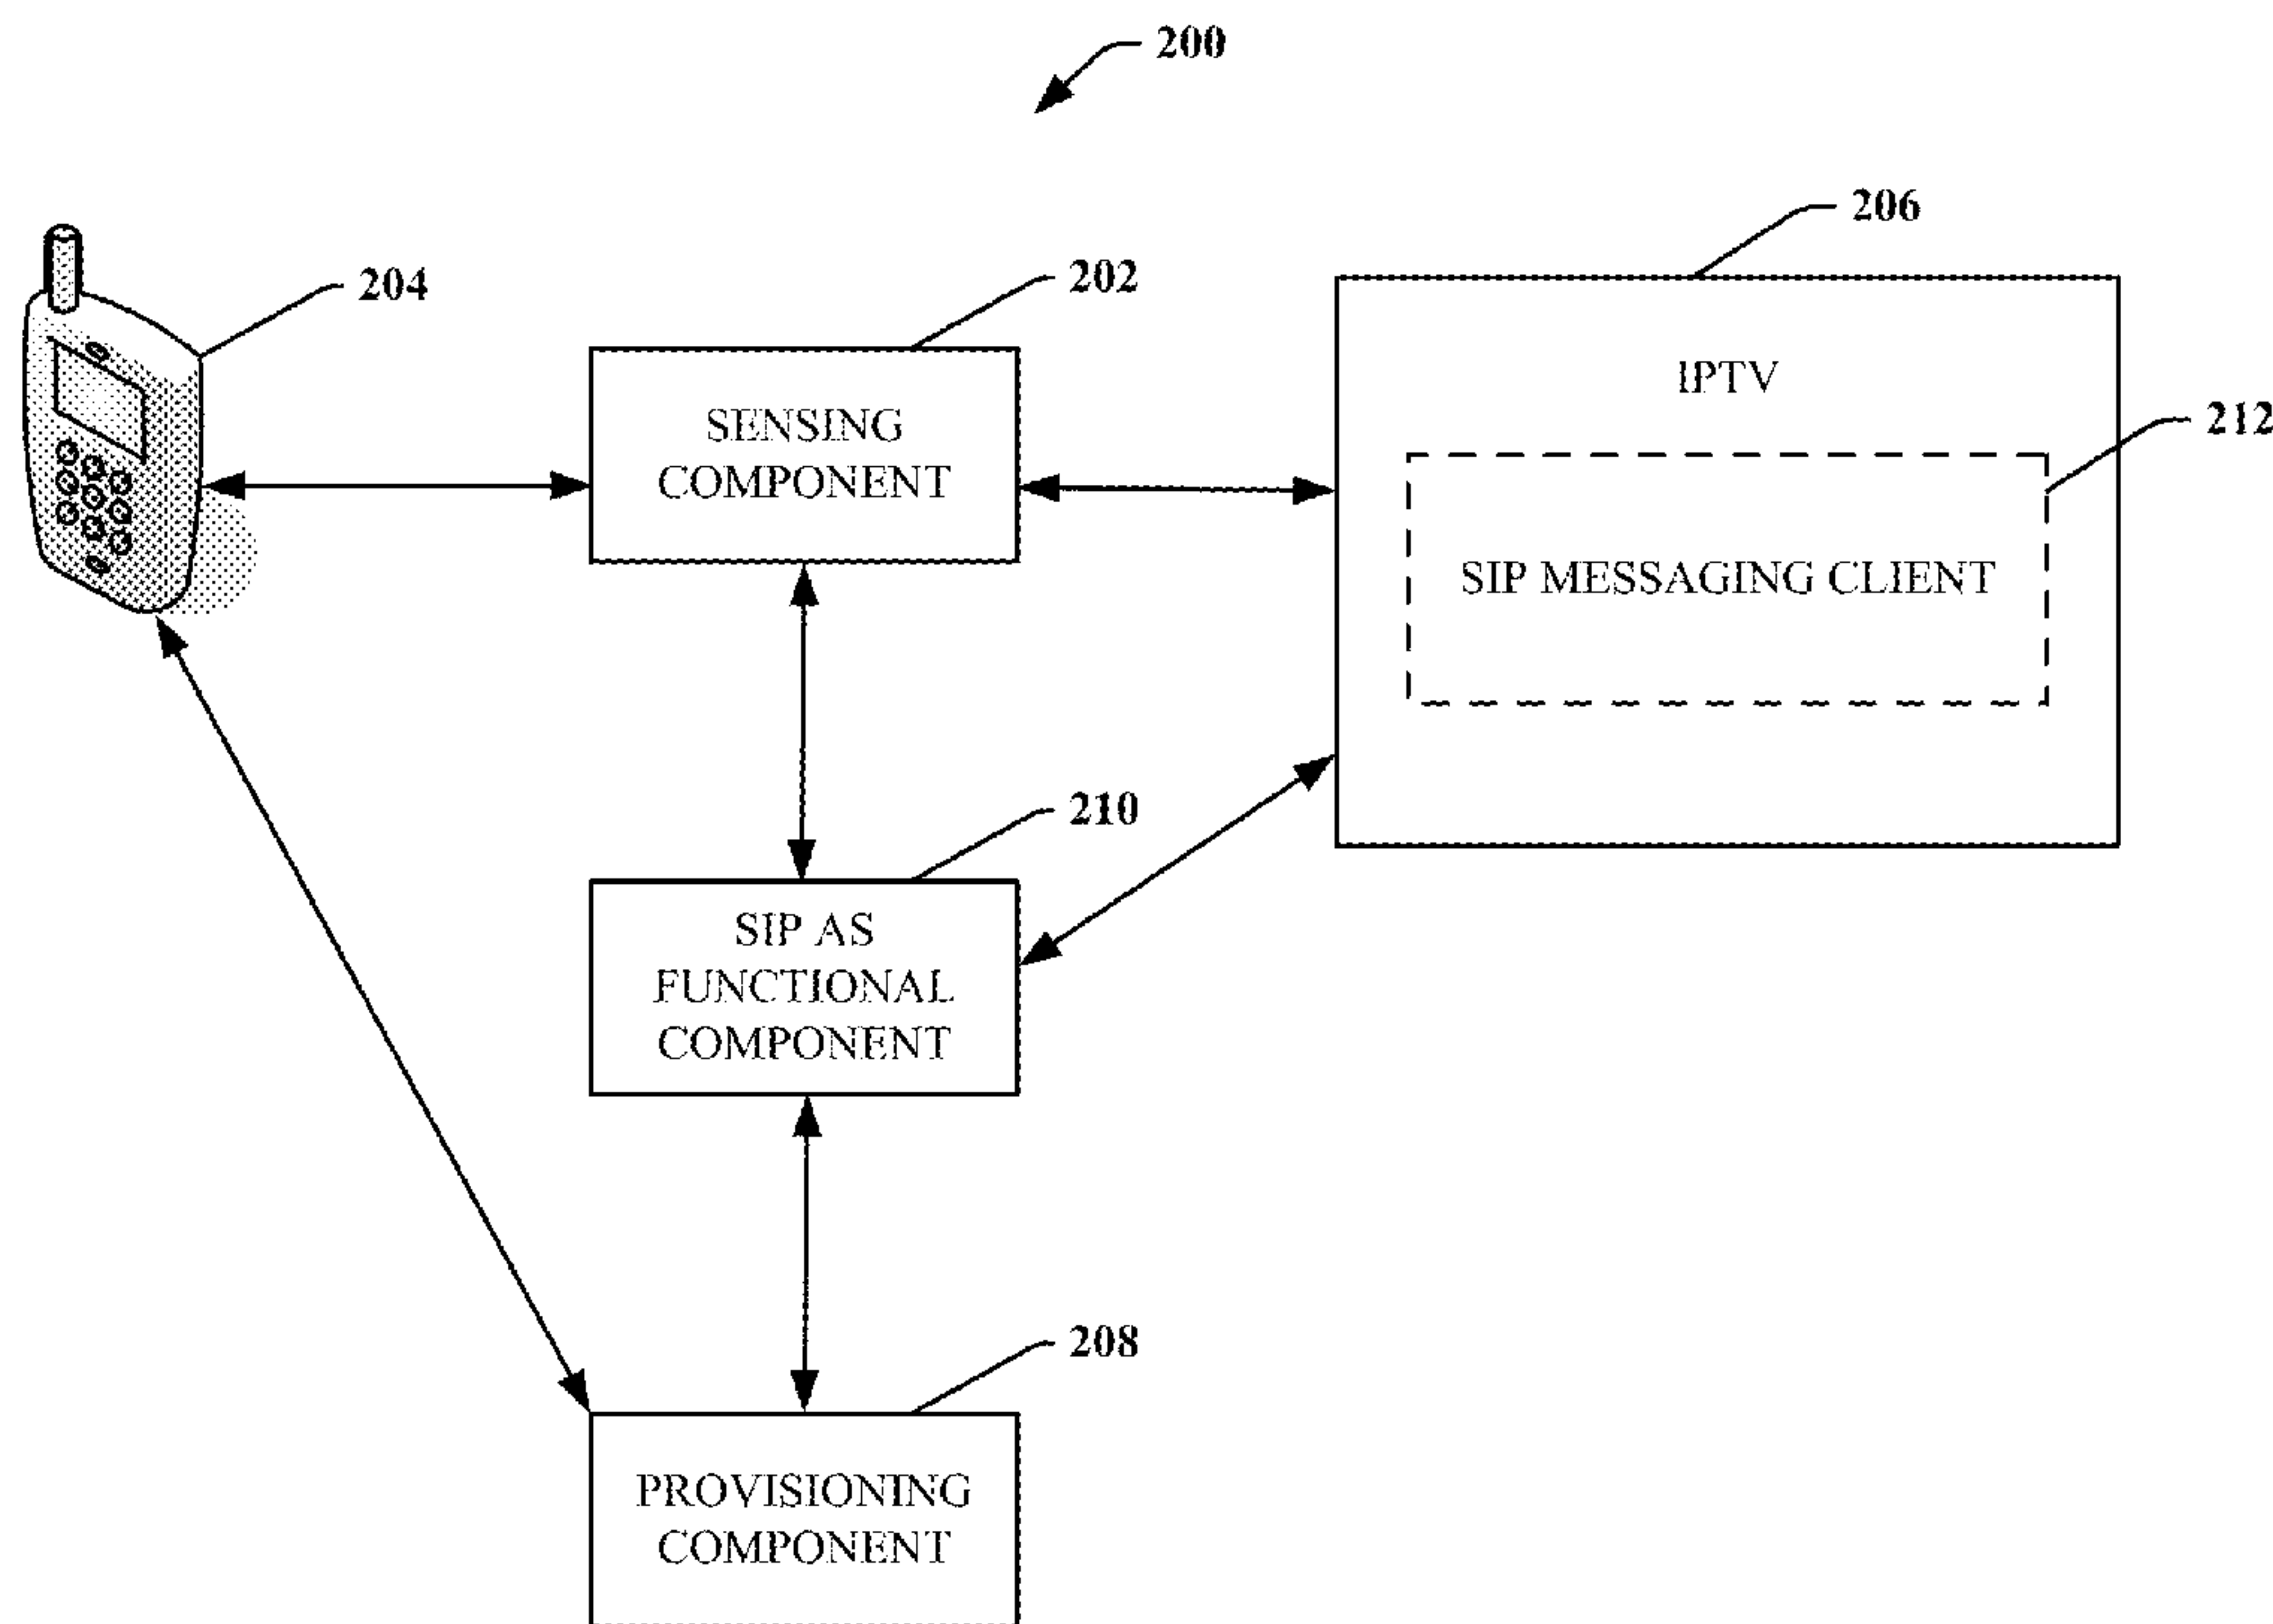 200
206
204
202
IPTV
212
SENSING
COMPONENT
SIP MESSAGING CLIENT
210
SIP AS
FUNCTIONAL
COMPONENT
208
PROVISIONING
COMPONENT